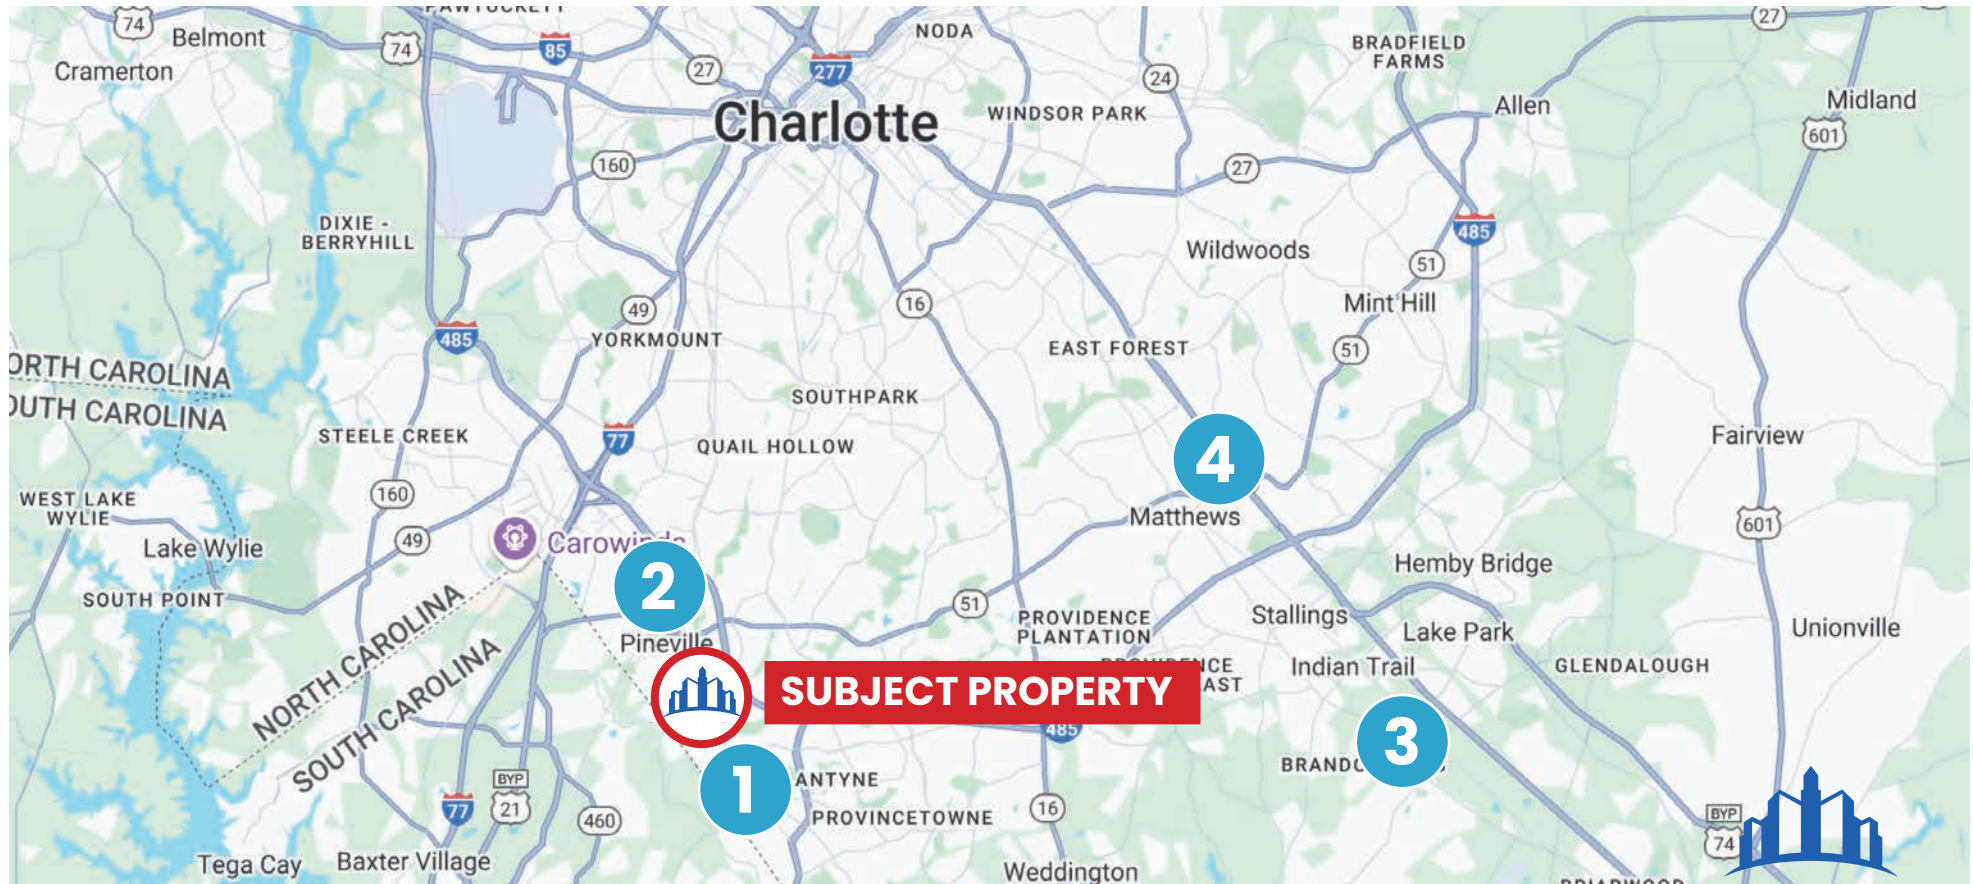 PAWTUCKETT
74
Belmont
Cramerton
74
85
27
277
NODA
24
BRADFIELD
FARMS
27
Allen
Midland
601
Charlotte
WINDSOR PARK
160
27
DIXIE -
BERRYHILL
485
51
Wildwoods
Mint Hill
49
16
485
YORKMOUNT
EAST FOREST
51
ORTH CAROLINA
OUTH CAROLINA
SOUTHPARK
STEELE CREEK
77
QUAIL HOLLOW
Fairview
4
160
WEST LAKE
WYLIE
49
Lake Wylie
Matthews
601
Carowinds
Hemby Bridge
2
SOUTH POINT
51
PROVIDENCE
PLANTATION
Stallings
Lake Park
Unionville
NORTH CAROLINA
SOUTH CAROLINA
Pineville
Indian Trail
GLENDALOUGH
SUBJECT PROPERTY
485
3
1
ANTYNE
BYP
21
77
460
PROVINCETOWNE
16
BYP
74
Tega Cay
Baxter Village
Weddington